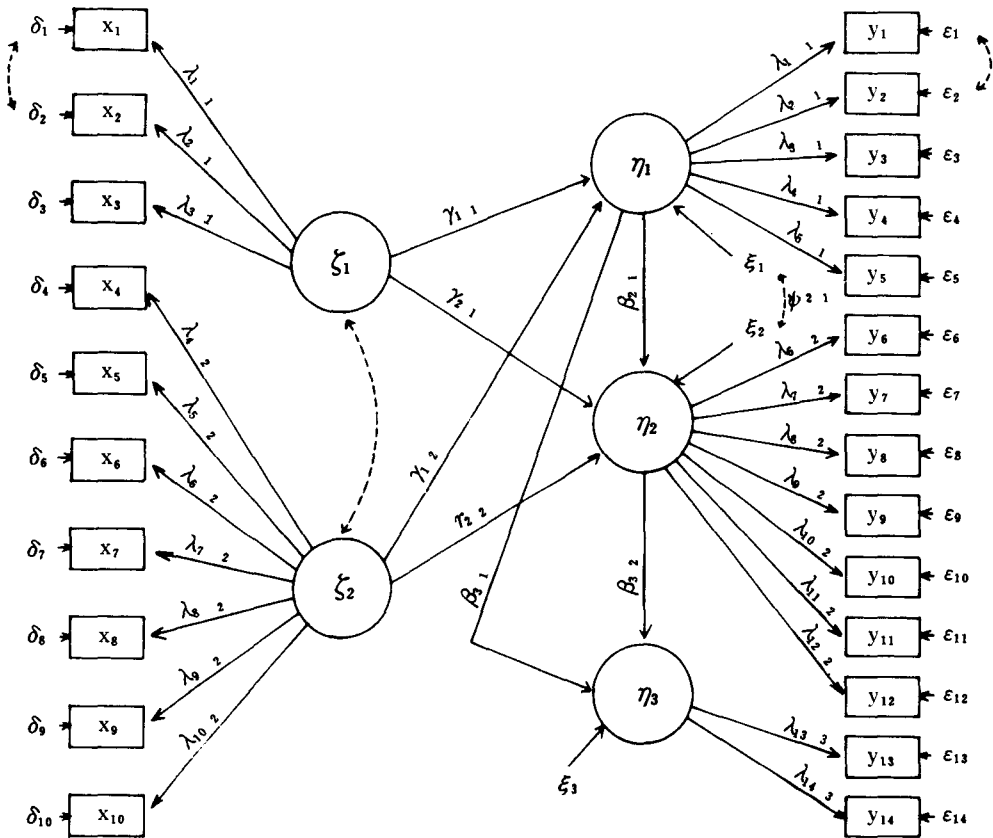 δ1 x1
δ2 x2
δ3 x3
δ4 x4
δ5 x5
δ6 x6
δ7 x7
δ8 x8
δ9 x9
δ10 x10
λ1 1
λ2 1
λ3 1
λ4 2
λ5 2
λ6 2
λ7 2
λ8 2
λ9 2
λ10 2
ζ1
ζ2
γ1 1
γ2 1
γ1 2
γ2 2
η1
η2
η3
β2 1
β3 1
β3 2
ξ1
ψ2 1
ξ2
ξ3
λ1 1
λ2 1
λ3 1
λ4 1
λ5 1
λ6 2
λ7 2
λ8 2
λ9 2
λ10 2
λ11 2
λ12 2
λ13 3
λ14 3
y1 ε1
y2 ε2
y3 ε3
y4 ε4
y5 ε5
y6 ε6
y7 ε7
y8 ε8
y9 ε9
y10 ε10
y11 ε11
y12 ε12
y13 ε13
y14 ε14